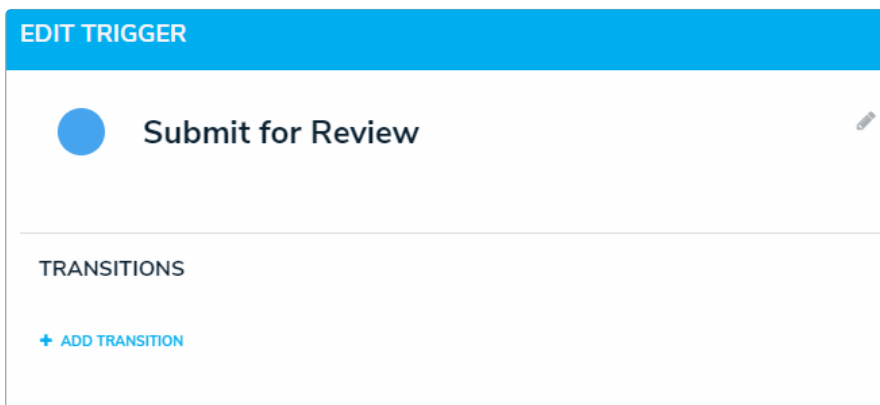 EDIT TRIGGER
Submit for Review
TRANSITIONS
+ ADD TRANSITION